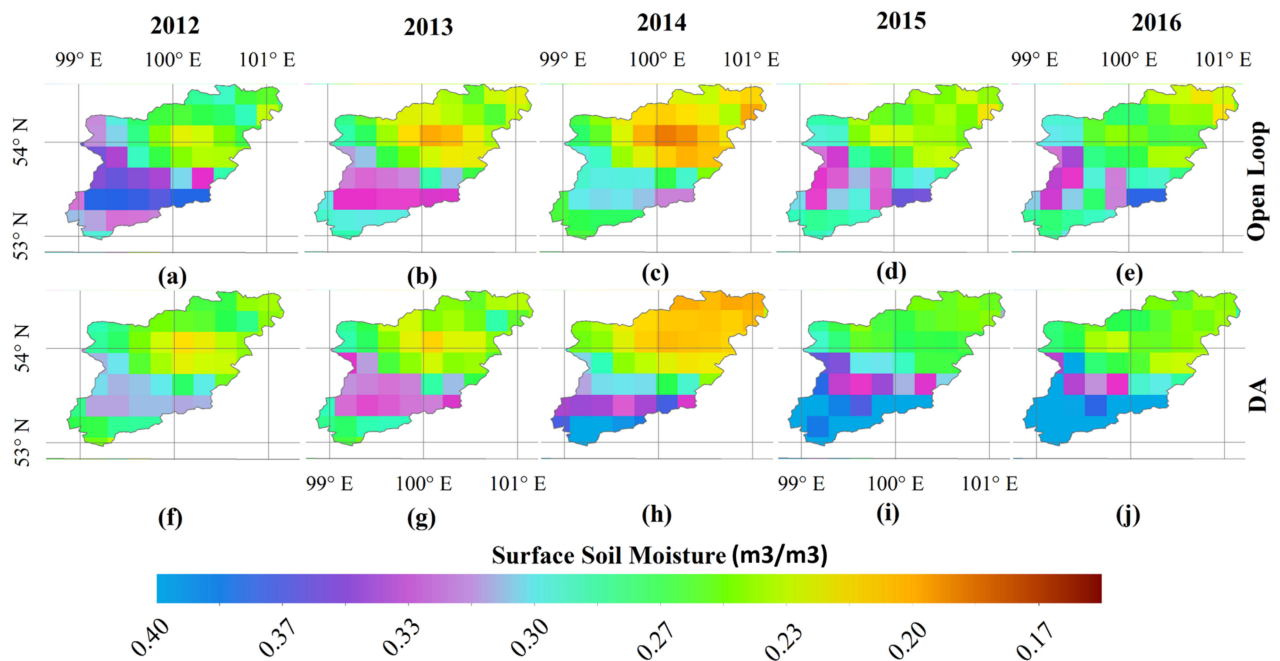 2012 2013 2014 2015 2016
99° E 100° E 101° E 99° E 100° E 101° E 99° E 100° E 101° E
54° N
53° N
Open Loop
(a) (b) (c) (d) (e)
54° N
53° N
DA
99° E 100° E 101° E 99° E 100° E 101° E
(f) (g) (h) (i) (j)
Surface Soil Moisture (m3/m3)
0.40 0.37 0.33 0.30 0.27 0.23 0.20 0.17